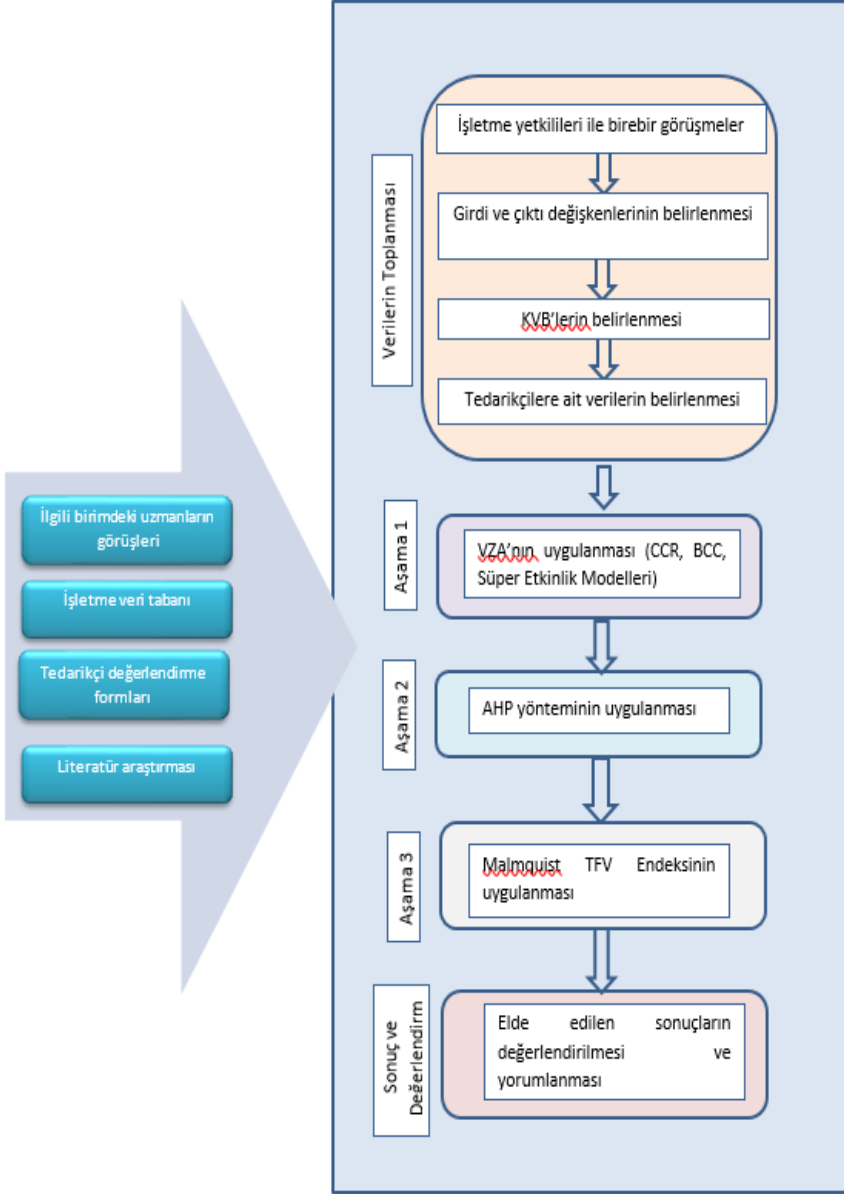 İlgili birimdeki uzmanların
görüşleri
İşletme veri tabanı
Tedarikçi değerlendirme
formları
Literatür araştırması
Verilerin Toplanması
İşletme yetkilileri ile birebir görüşmeler
Girdi ve çıktı değişkenlerinin belirlenmesi
KVB'lerin belirlenmesi
Tedarikçilere ait verilerin belirlenmesi
Aşama 1
VZA'nın uygulanması (CCR, BCC,
Süper Etkinlik Modelleri)
Aşama 2
AHP yönteminin uygulanması
Aşama 3
Malmquist TFV Endeksinin
uygulanması
Sonuç ve
Değerlendirm
Elde edilen sonuçların
değerlendirilmesi ve
yorumlanması